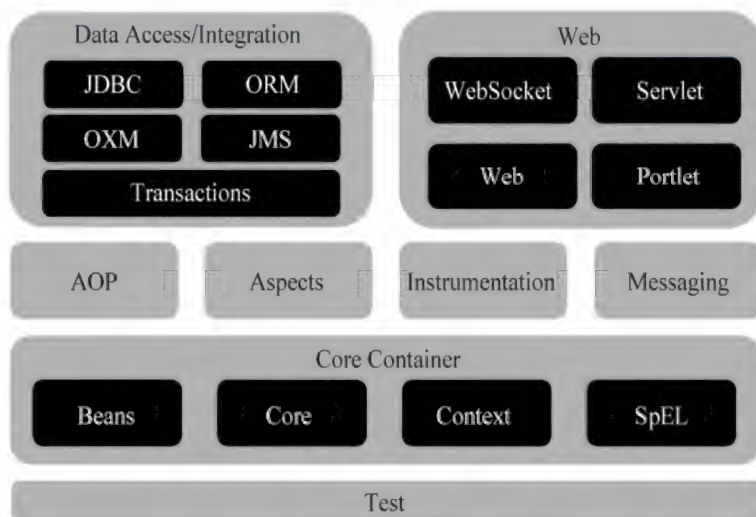 Data Access/Integration
JDBC
ORM
OXM
JMS
Transactions
Web
WebSocket
Servlet
Web
Portlet
AOP
Aspects
Instrumentation
Messaging
Core Container
Beans
Core
Context
SpEL
Test